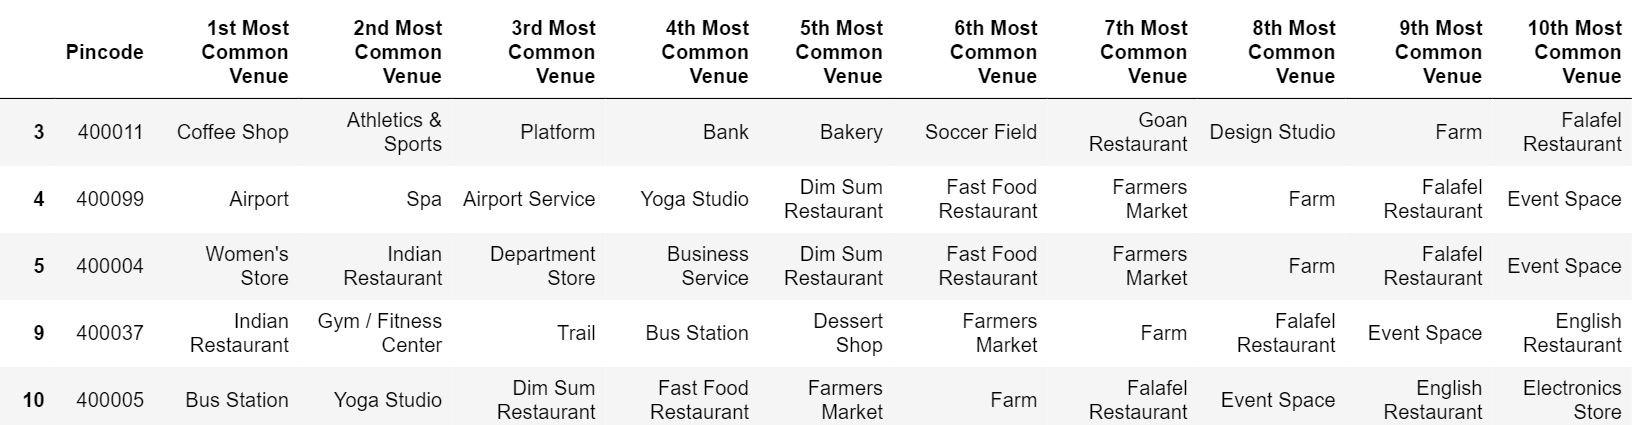 Pincode 1st Most Common Venue 2nd Most Common Venue 3rd Most Common Venue 4th Most Common Venue 5th Most Common Venue 6th Most Common Venue 7th Most Common Venue 8th Most Common Venue 9th Most Common Venue 10th Most Common Venue
3 400011 Coffee Shop Athletics & Sports Platform Bank Bakery Soccer Field Goan Restaurant Design Studio Farm Falafel Restaurant
4 400099 Airport Spa Airport Service Yoga Studio Dim Sum Restaurant Fast Food Restaurant Farmers Market Farm Falafel Restaurant Event Space
5 400004 Women's Store Indian Restaurant Department Store Business Service Dim Sum Restaurant Fast Food Restaurant Farmers Market Farm Falafel Restaurant Event Space
9 400037 Indian Restaurant Gym / Fitness Center Trail Bus Station Dessert Shop Farmers Market Farm Falafel Restaurant Event Space English Restaurant
10 400005 Bus Station Yoga Studio Dim Sum Restaurant Fast Food Restaurant Farmers Market Farm Falafel Restaurant Event Space English Restaurant Electronics Store